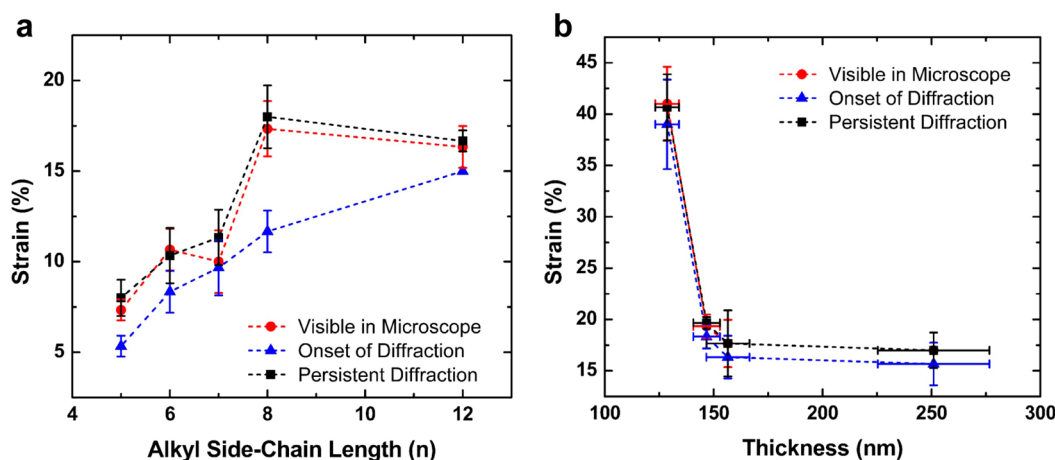 a
20
15
10
5
4
6
8
10
12
Strain (%)
Alkyl Side-Chain Length (n)
Visible in Microscope
Onset of Diffraction
Persistent Diffraction
b
45
40
35
30
25
20
15
100
150
200
250
300
Strain (%)
Thickness (nm)
Visible in Microscope
Onset of Diffraction
Persistent Diffraction